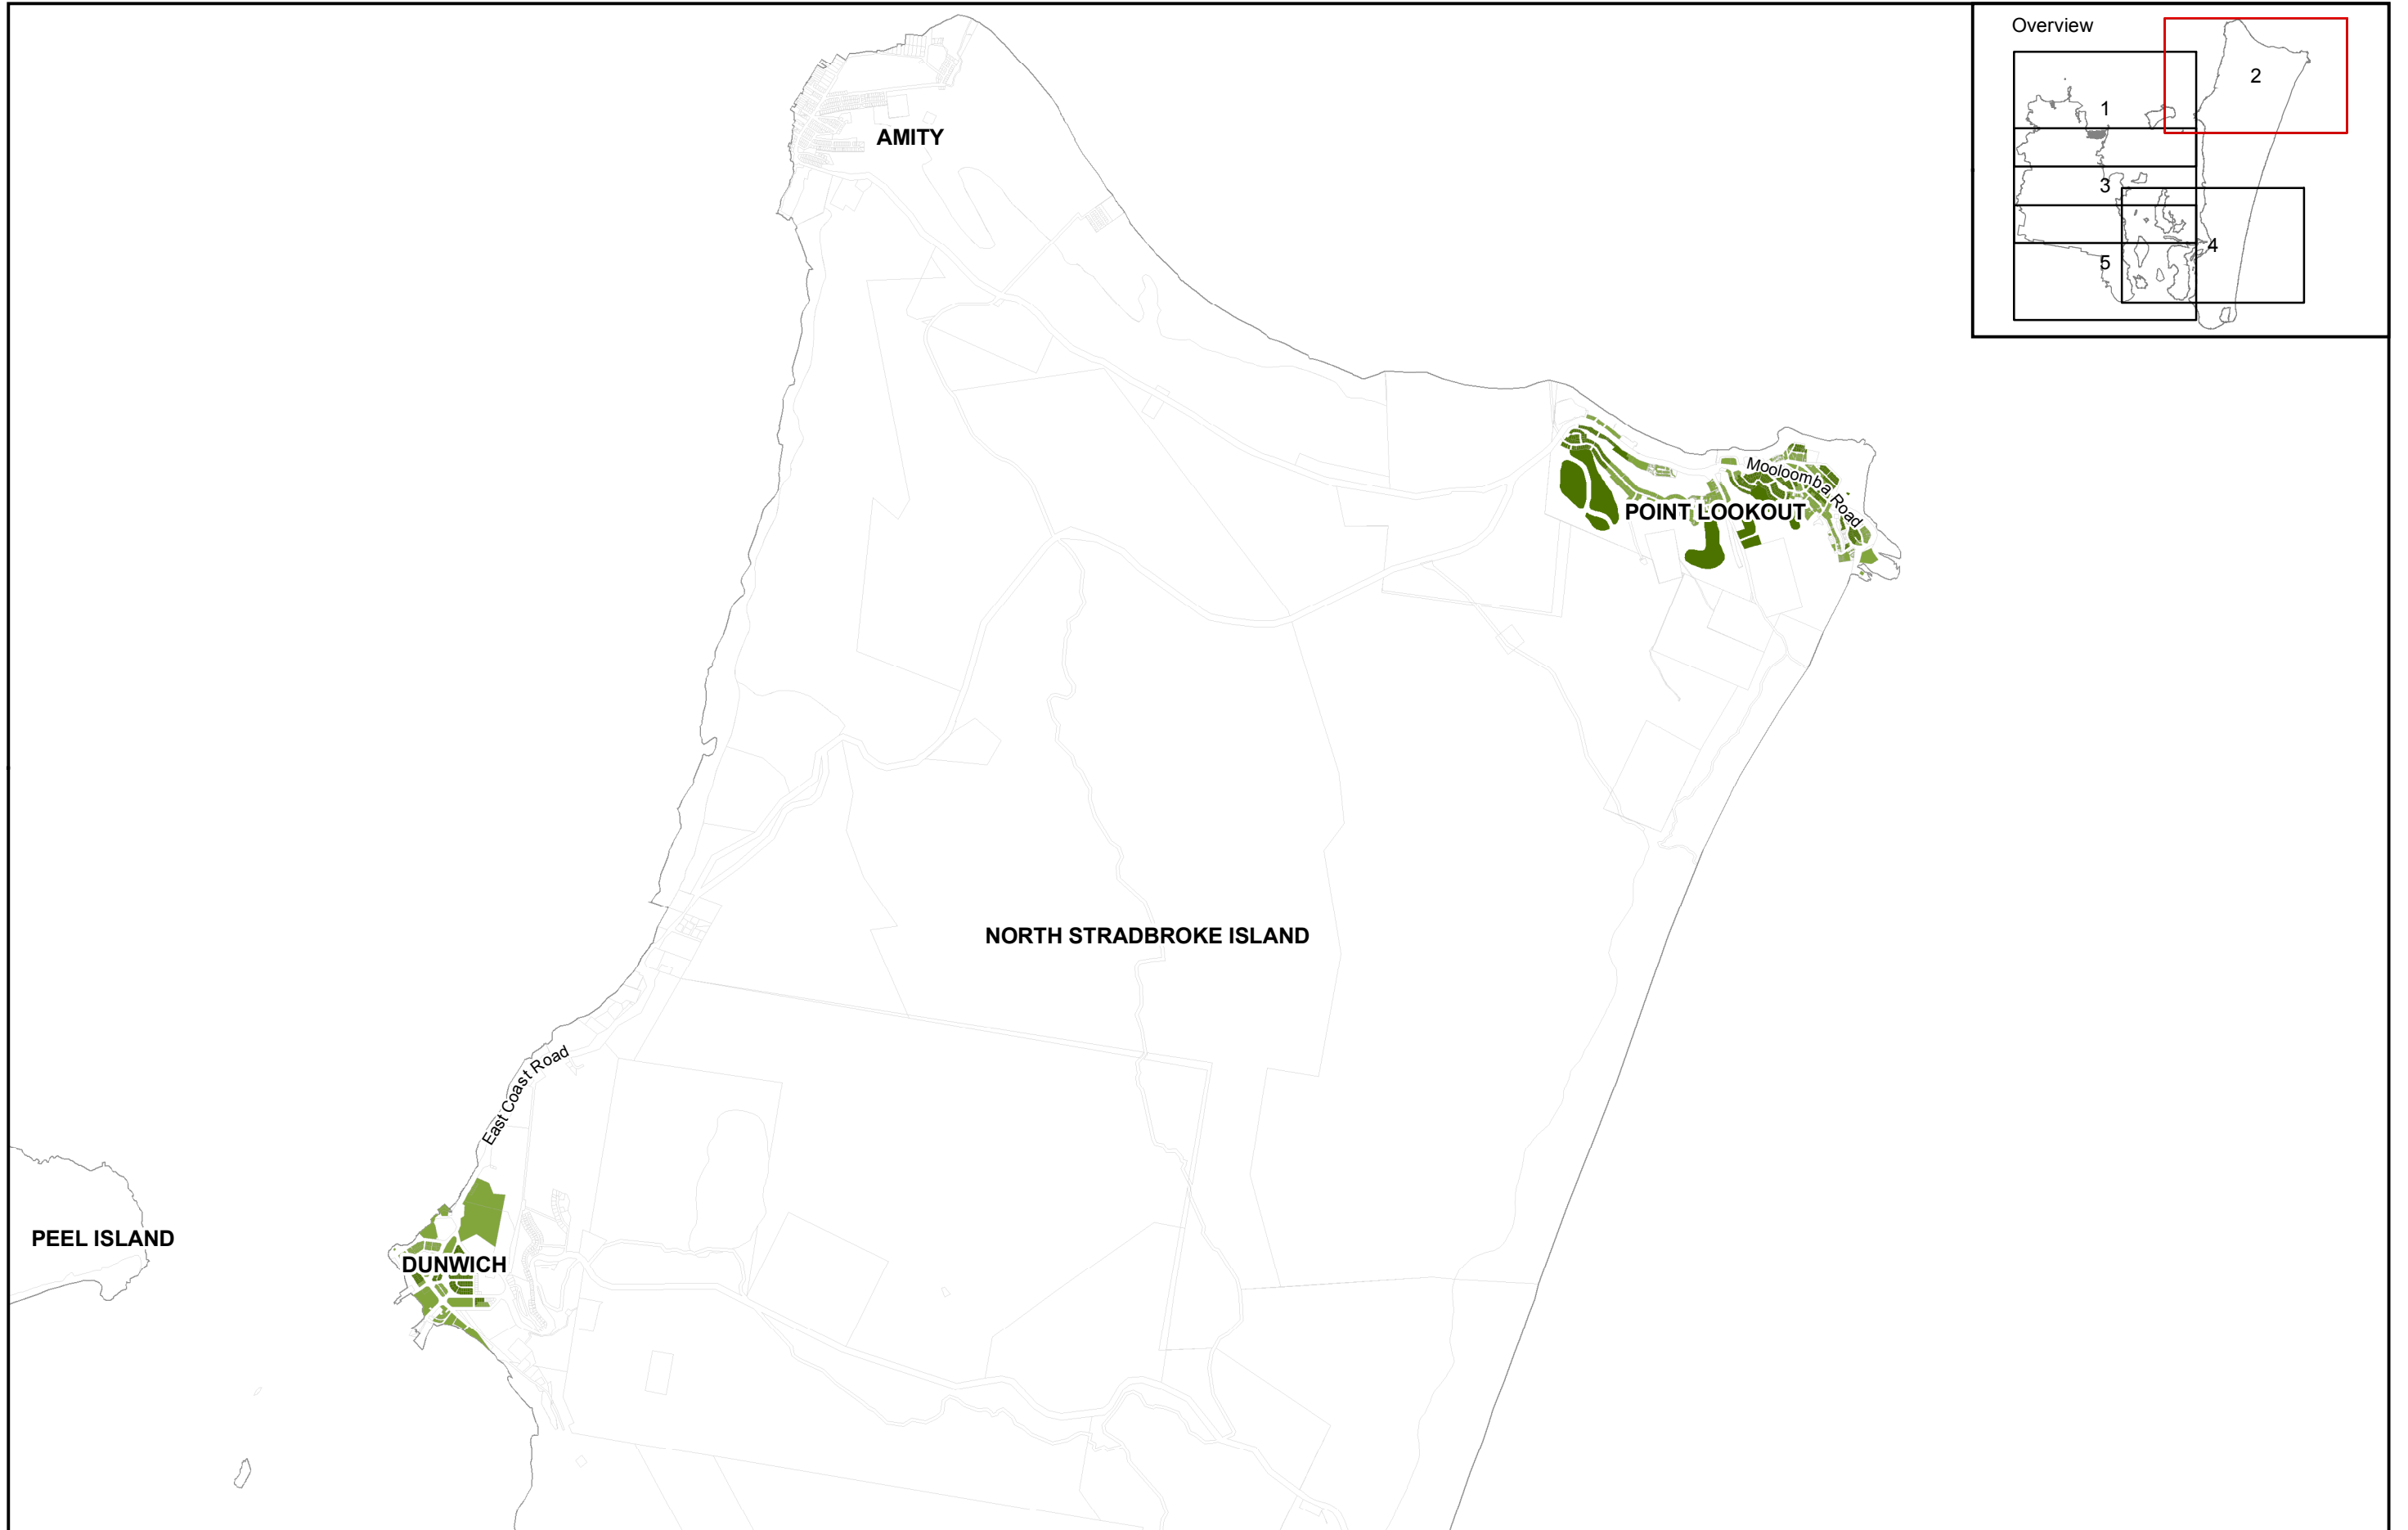 Overview
2
1
3
4
5
AMITY
Mooloomba Road
POINT LOOKOUT
NORTH STRADBROKE ISLAND
East Coast Road
PEEL ISLAND
DUNWICH